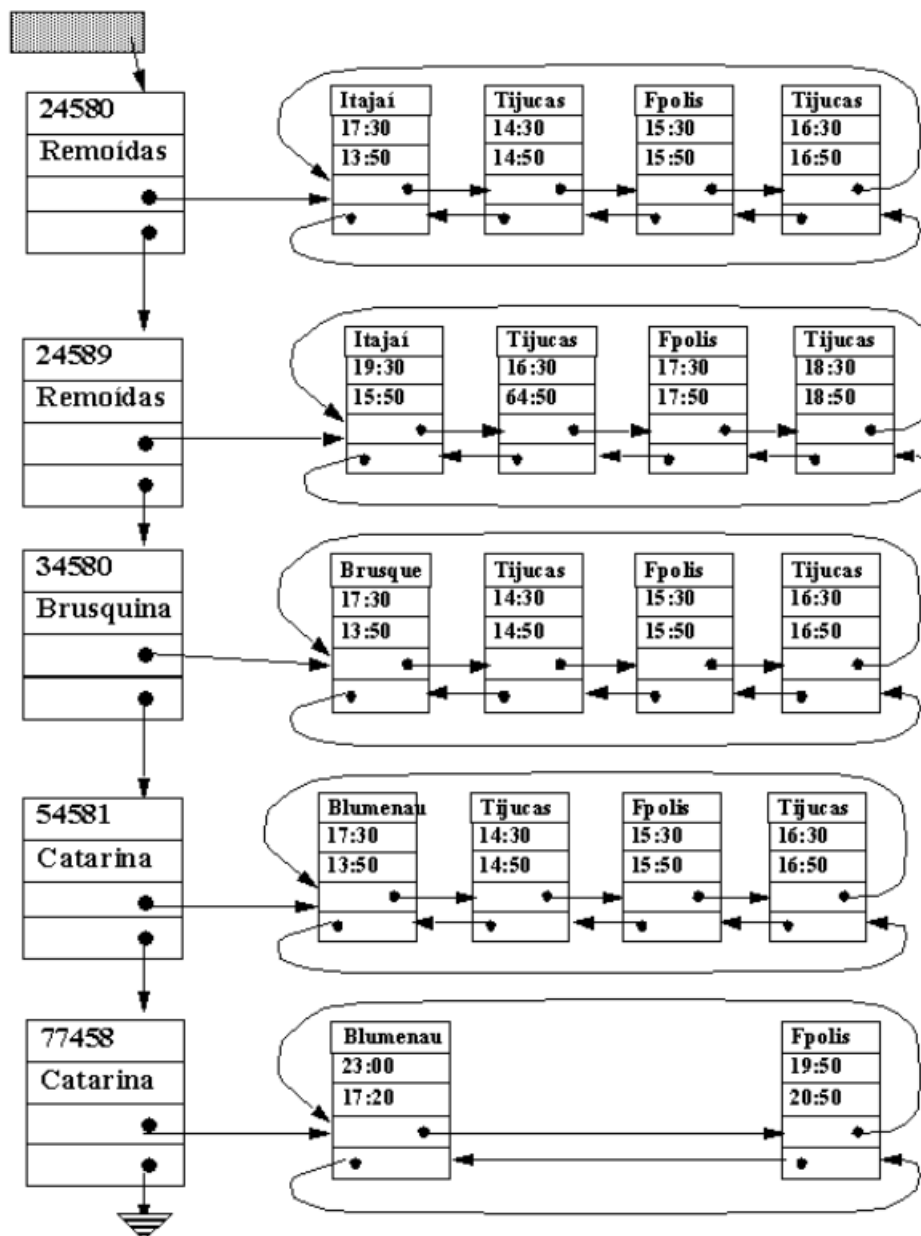 24580
Remoídas
Itajaí
17:30
13:50
Tijucas
14:30
14:50
Fpolis
15:30
15:50
Tijucas
16:30
16:50
24589
Remoídas
Itajaí
19:30
15:50
Tijucas
16:30
64:50
Fpolis
17:30
17:50
Tijucas
18:30
18:50
34580
Brusquina
Brusque
17:30
13:50
Tijucas
14:30
14:50
Fpolis
15:30
15:50
Tijucas
16:30
16:50
54581
Catarina
Blumenau
17:30
13:50
Tijucas
14:30
14:50
Fpolis
15:30
15:50
Tijucas
16:30
16:50
77458
Catarina
Blumenau
23:00
17:20
Fpolis
19:50
20:50